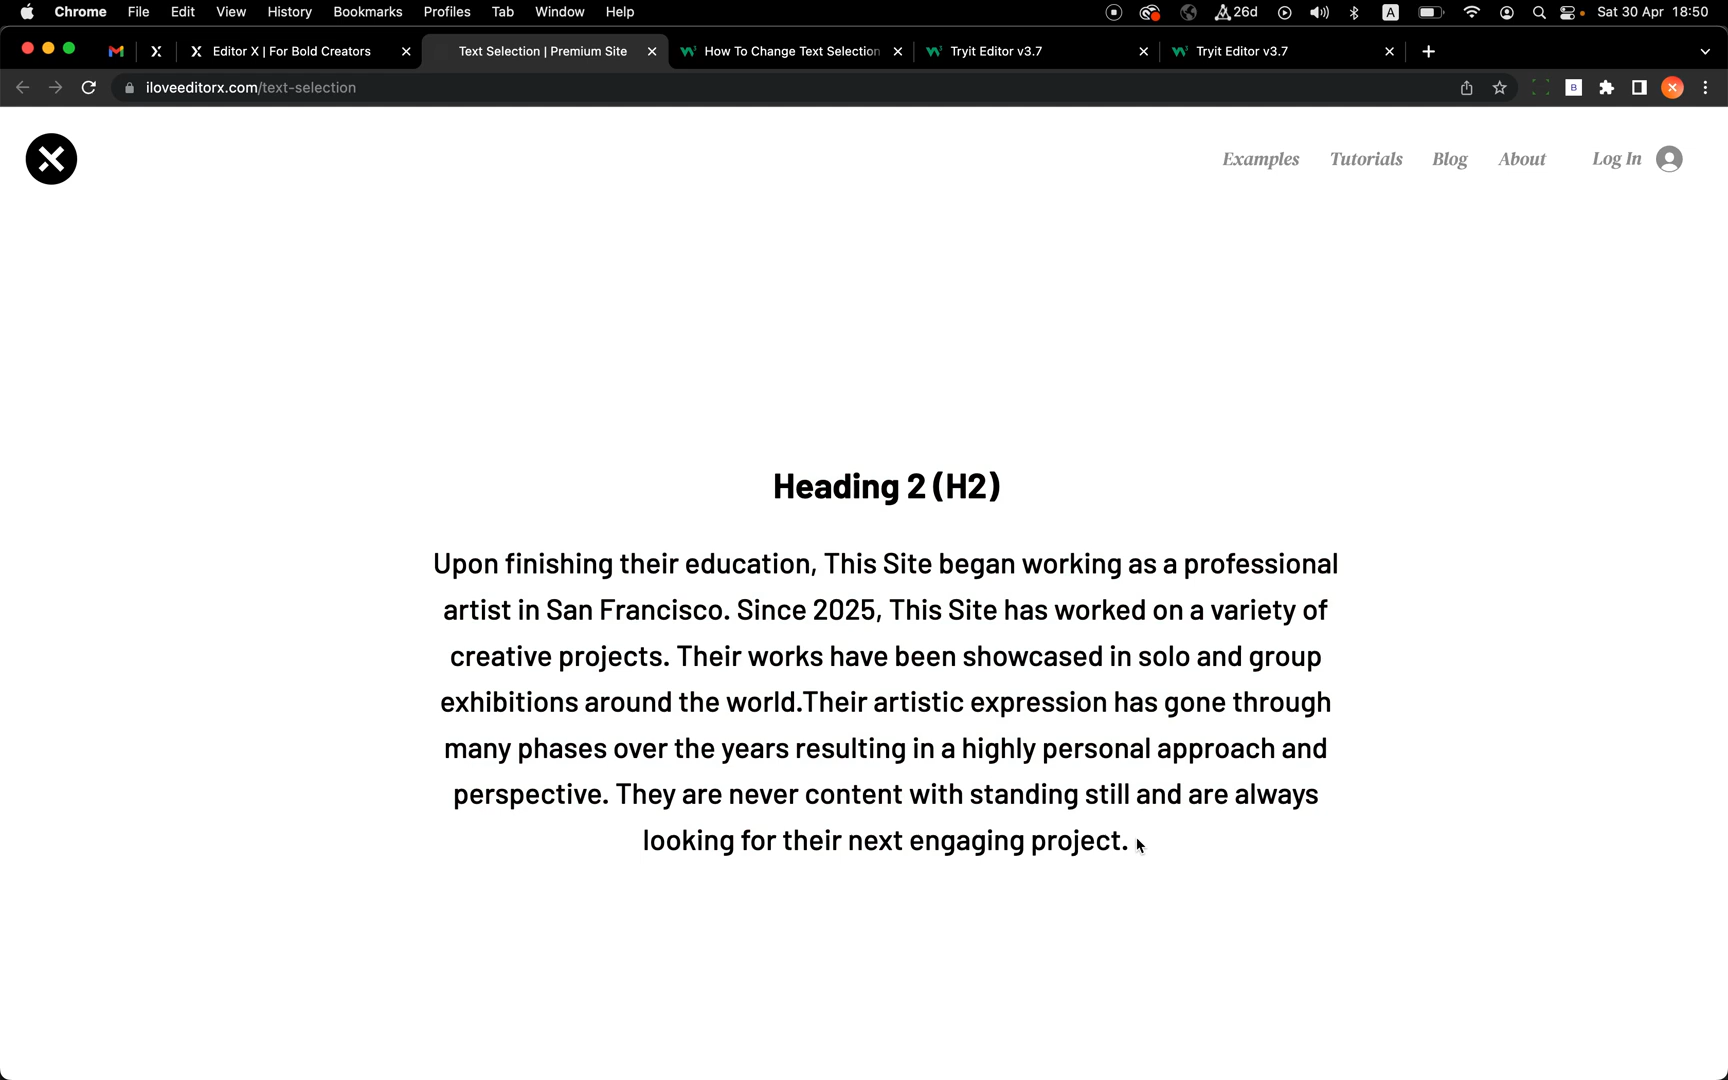 Chrome File Edit View History Bookmarks Profiles Tab Window Help A 26d A Sat 30 Apr 18:50
Editor X | For Bold Creators Text Selection | Premium Site How To Change Text Selection Tryit Editor v3.7 Tryit Editor v3.7
iloveeditorx.com/text-selection B
Examples Tutorials Blog About Log In
Heading 2 (H2)
Upon finishing their education, This Site began working as a professional
artist in San Francisco. Since 2025, This Site has worked on a variety of
creative projects. Their works have been showcased in solo and group
exhibitions around the world.Their artistic expression has gone through
many phases over the years resulting in a highly personal approach and
perspective. They are never content with standing still and are always
looking for their next engaging project.